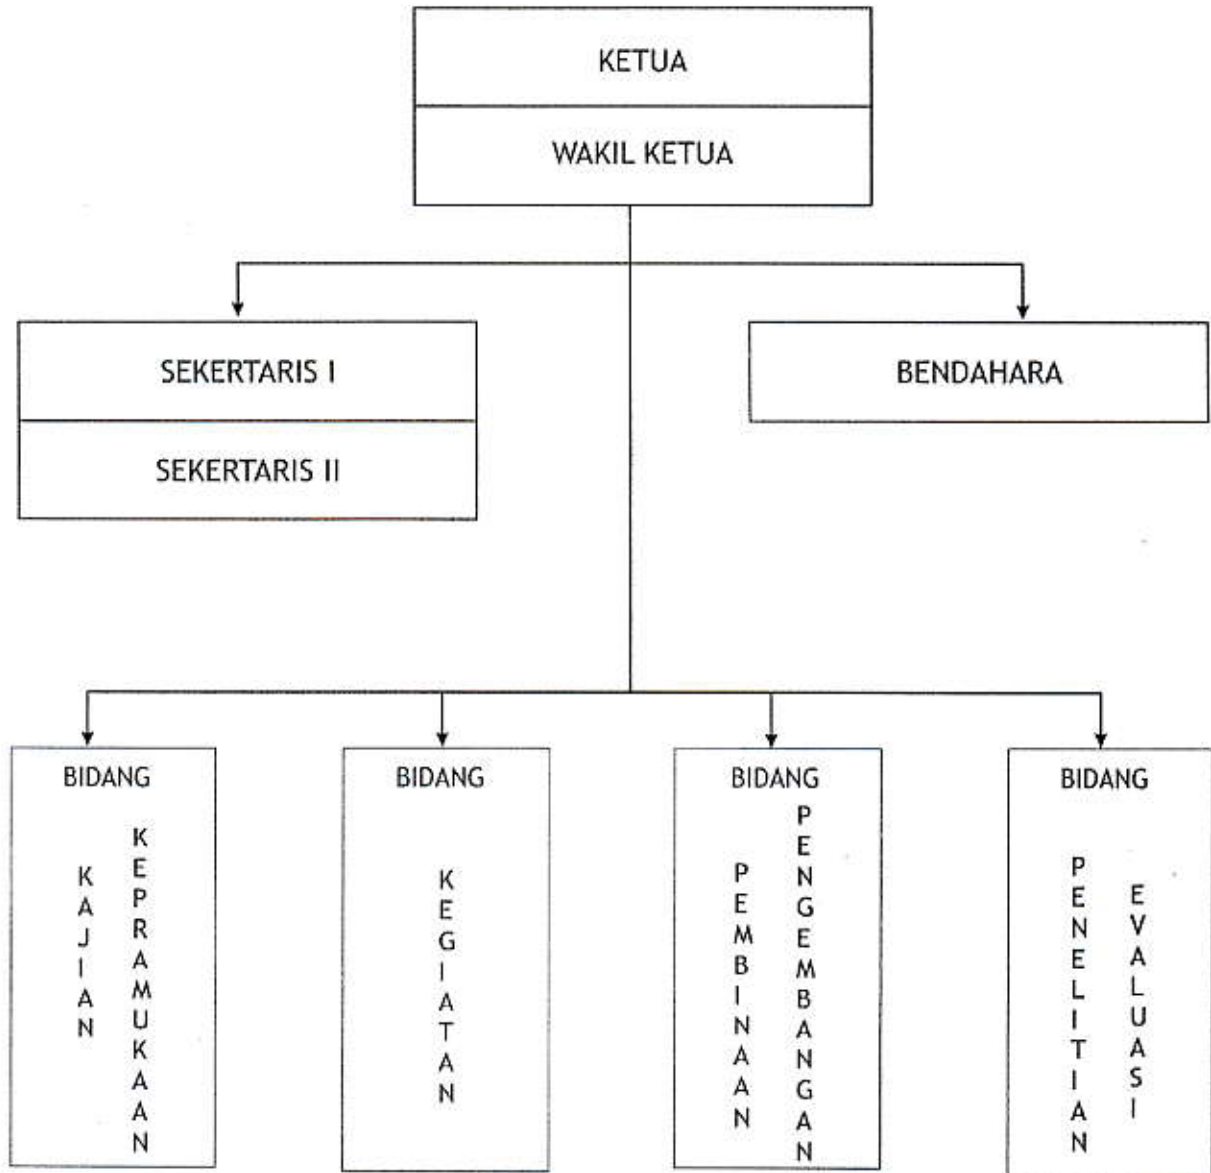 KETUA
WAKIL KETUA
SEKERTARIS I
SEKERTARIS II
BENDAHARA
BIDANG
KAJIAN
KEPRAMUKAAN
BIDANG
KEGIATAN
BIDANG
PEMBINAAN
PENGEMBANGAN
BIDANG
PENELITIAN
EVALUASI